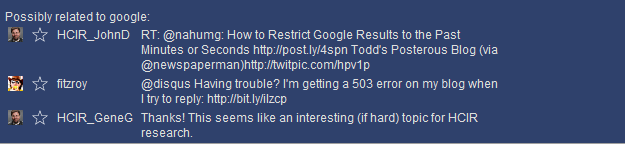 Possibly related to google:
HCIR_JohnD RT: @nahumg: How to Restrict Google Results to the Past
Minutes or Seconds http://post.ly/4spn Todd's Posterous Blog (via
@newspaperman)http://twitpic.com/hpv1p
fitzroy @disqus Having trouble? I'm getting a 503 error on my blog when
I try to reply: http://bit.ly/ilzcp
HCIR_GeneG Thanks! This seems like an interesting (if hard) topic for HCIR
research.